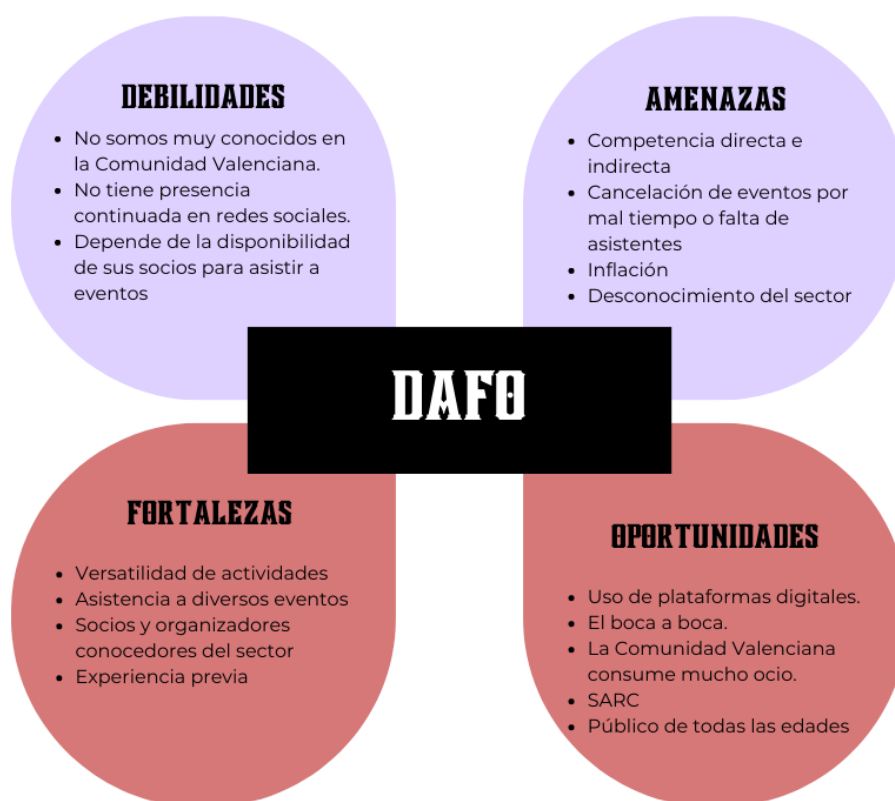 DEBILIDADES
• No somos muy conocidos en
la Comunidad Valenciana.
• No tiene presencia
continuada en redes sociales.
• Depende de la disponibilidad
de sus socios para asistir a
eventos
AMENAZAS
• Competencia directa e
indirecta
• Cancelación de eventos por
mal tiempo o falta de
asistentes
• Inflación
• Desconocimiento del sector
DAFO
FORTALEZAS
• Versatilidad de actividades
• Asistencia a diversos eventos
• Socios y organizadores
conocedores del sector
• Experiencia previa
OPORTUNIDADES
• Uso de plataformas digitales.
• El boca a boca.
• La Comunidad Valenciana
consume mucho ocio.
• SARC
• Público de todas las edades